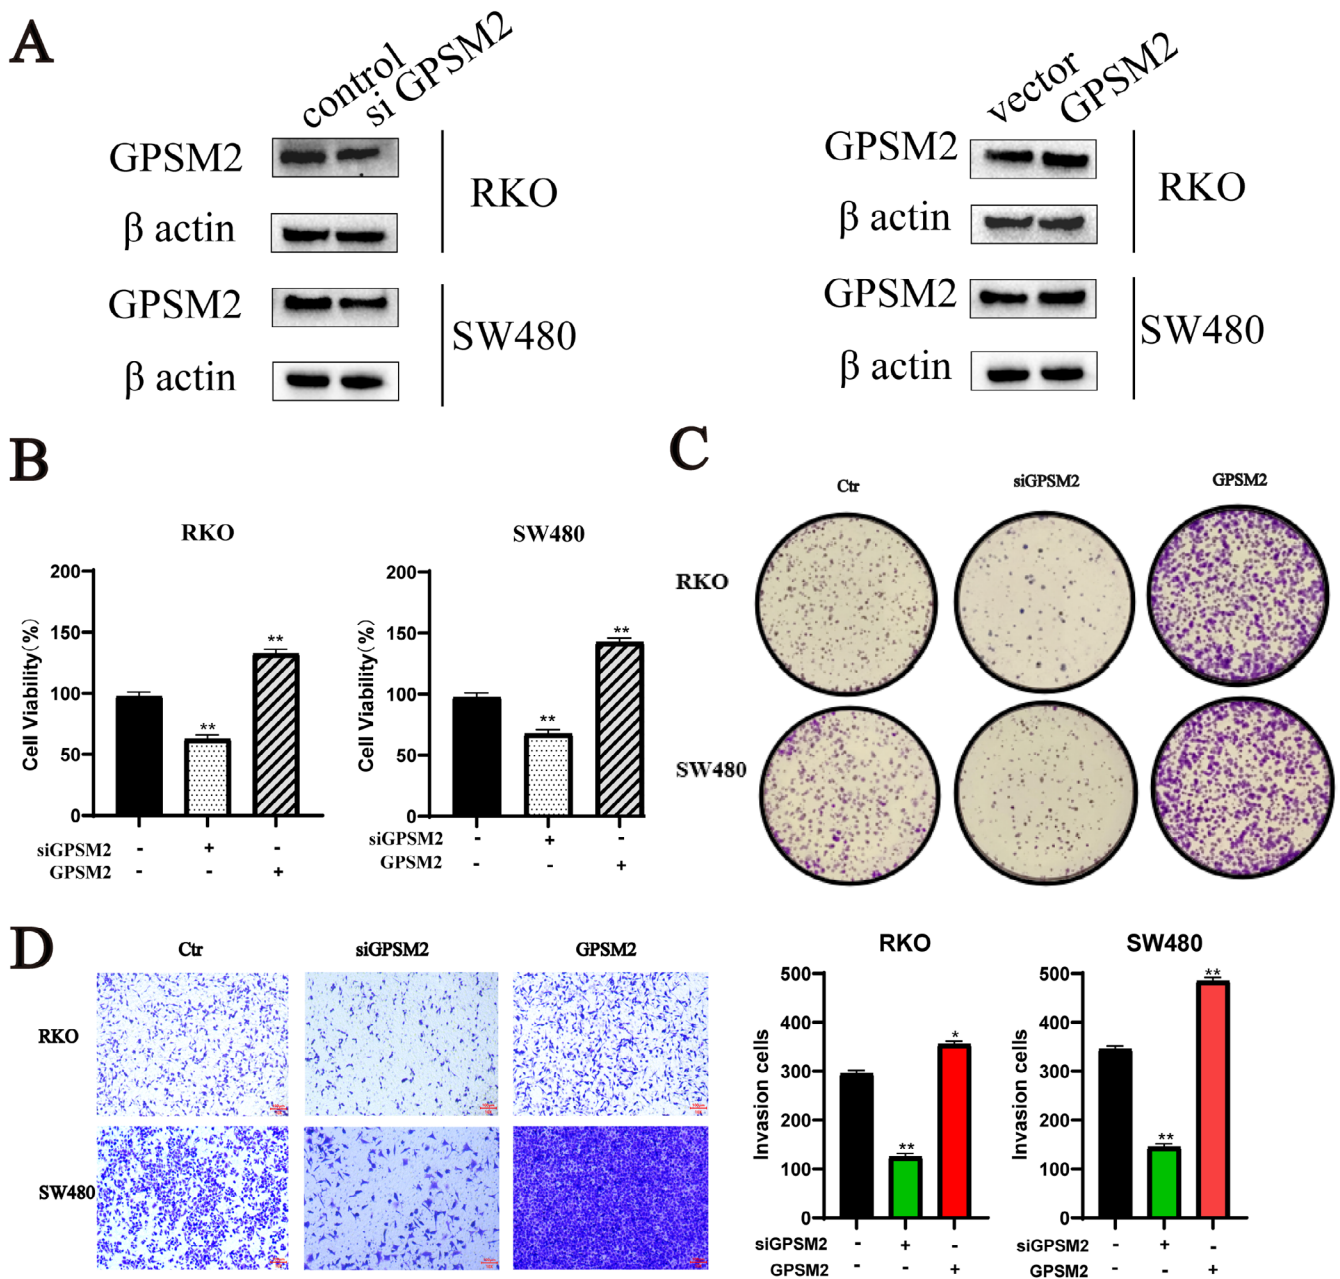 A
control
si GPSM2
GPSM2
β actin
RKO
GPSM2
β actin
SW480
vector
GPSM2
GPSM2
β actin
RKO
GPSM2
β actin
SW480
B
RKO
Cell Viability(%)
200
150
100
50
0
**
**
siGPSM2 - + -
GPSM2 - - +
SW480
Cell Viability(%)
200
150
100
50
0
**
**
siGPSM2 - + -
GPSM2 - - +
C
Ctr siGPSM2 GPSM2
RKO
SW480
D
Ctr siGPSM2 GPSM2
RKO
SW480
RKO
Invasion cells
500
400
300
200
100
0
**
*
siGPSM2 - + -
GPSM2 - - +
SW480
Invasion cells
500
400
300
200
100
0
**
**
siGPSM2 - + -
GPSM2 - - +